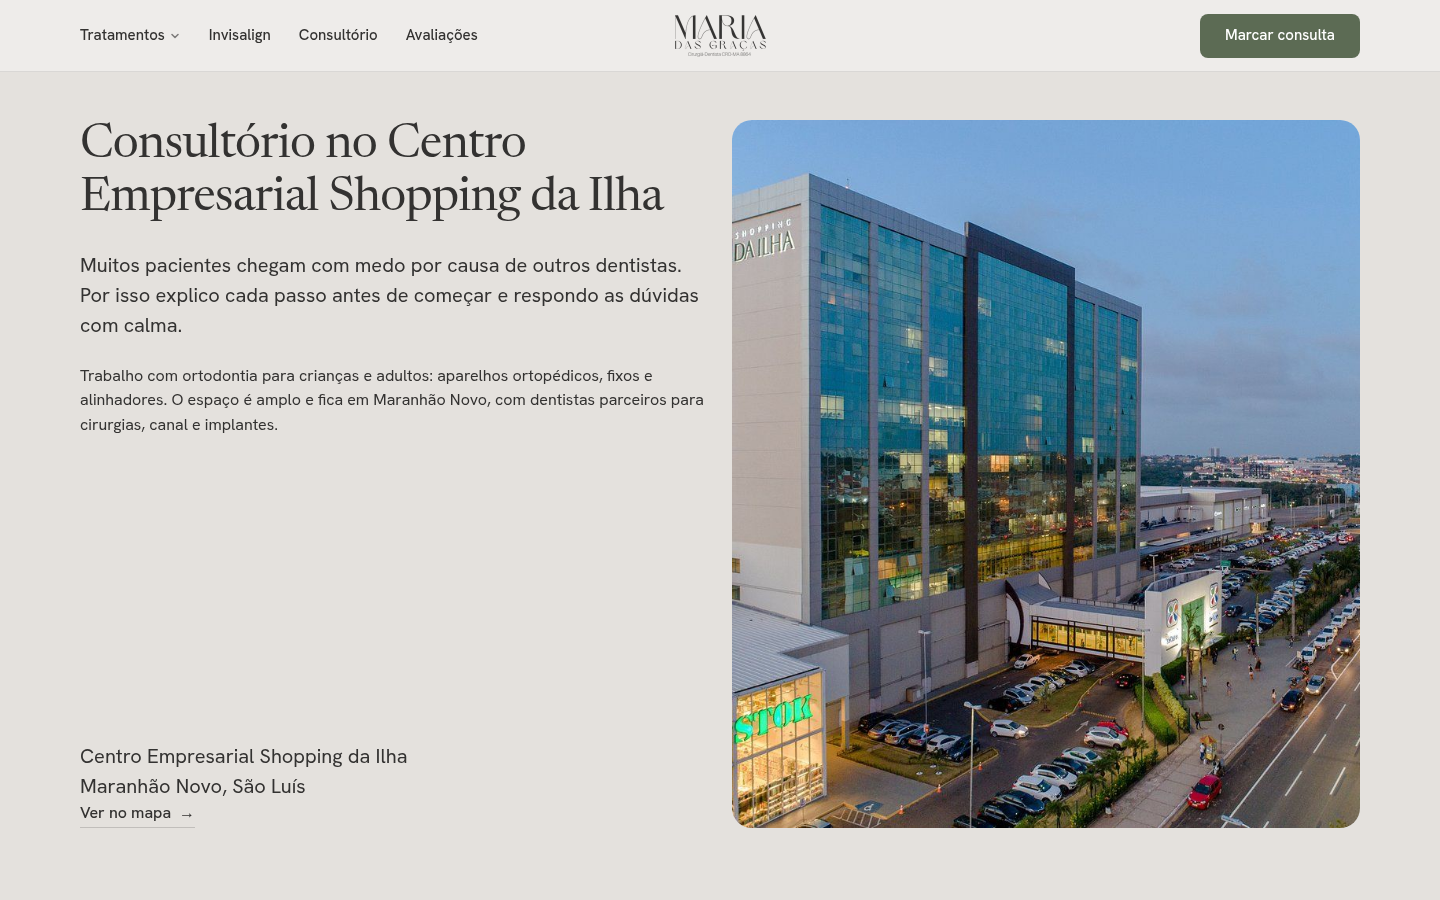 Tratamentos
Invisalign
Consultório
Avaliações
MARIA
DAS GRAÇAS
Marcar consulta
Consultório no Centro
Empresarial Shopping da Ilha
Muitos pacientes chegam com medo por causa de outros dentistas.
Por isso explico cada passo antes de começar e respondo as dúvidas
com calma.
Trabalho com ortodontia para crianças e adultos: aparelhos ortopédicos, fixos e
alinhadores. O espaço é amplo e fica em Maranhão Novo, com dentistas parceiros para
cirurgias, canal e implantes.
SHOPPING
DA ILHA
STOK
Centro Empresarial Shopping da Ilha
Maranhão Novo, São Luís
Ver no mapa →